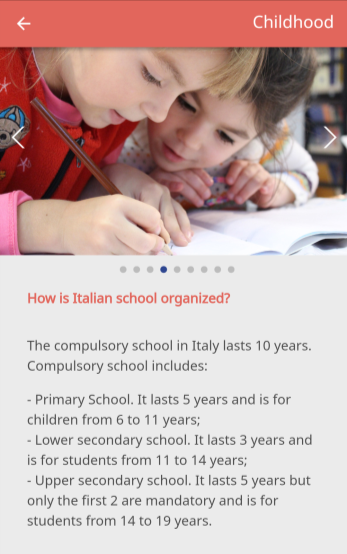 Childhood
How is Italian school organized?
The compulsory school in Italy lasts 10 years.
Compulsory school includes:
- Primary School. It lasts 5 years and is for
children from 6 to 11 years;
- Lower secondary school. It lasts 3 years and
is for students from 11 to 14 years;
- Upper secondary school. It lasts 5 years but
only the first 2 are mandatory and is for
students from 14 to 19 years.